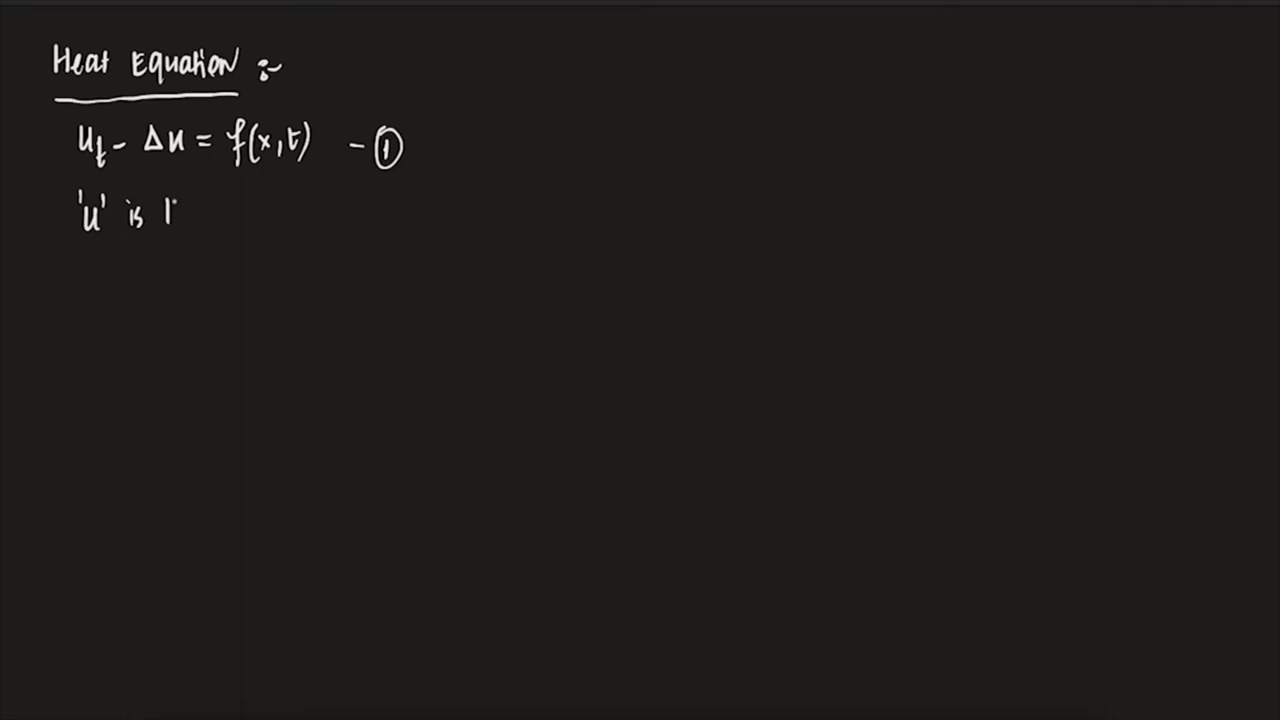 Heat Equation :-
u_t - Δu = f(x,t) - ①
'u' is